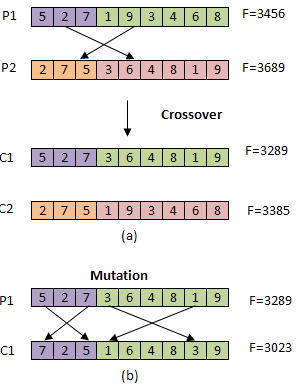 P1 5 2 7 1 9 3 4 6 8 F=3456
P2 2 7 5 3 6 4 8 1 9 F=3689
Crossover
C1 5 2 7 3 6 4 8 1 9 F=3289
C2 2 7 5 1 9 3 4 6 8 F=3385
(a)
Mutation
P1 5 2 7 3 6 4 8 1 9 F=3289
C1 7 2 5 1 6 4 8 3 9 F=3023
(b)